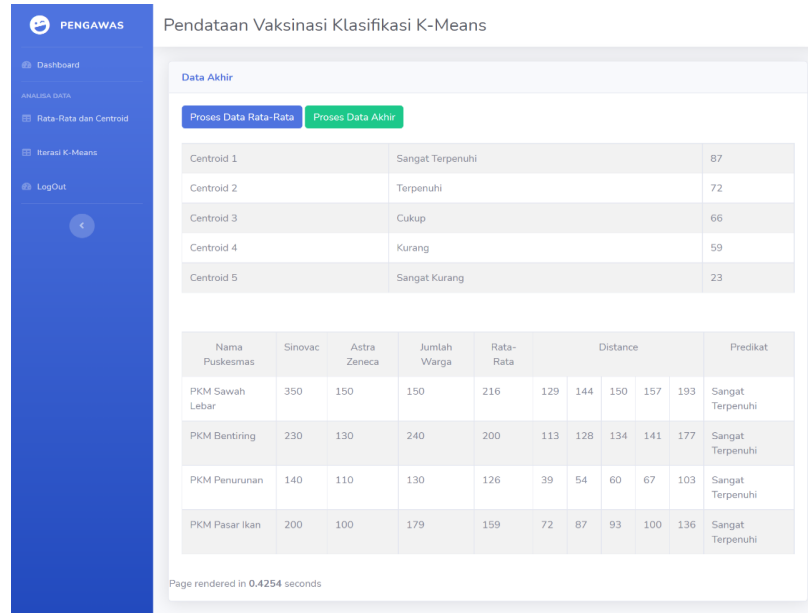 PENGAWAS
Pendataan Vaksinasi Klasifikasi K-Means
Dashboard
ANALISA DATA
Rata-Rata dan Centroid
Iterasi K-Means
LogOut
Data Akhir
Proses Data Rata-Rata Proses Data Akhir
Centroid 1 Sangat Terpenuhi 87
Centroid 2 Terpenuhi 72
Centroid 3 Cukup 66
Centroid 4 Kurang 59
Centroid 5 Sangat Kurang 23
Nama Sinovac Astra Jumlah Rata- Distance Predikat
Puskesmas Zeneca Warga Rata
PKM Sawah 350 150 150 216 129 144 150 157 193 Sangat
Lebar Terpenuhi
PKM Bentiring 230 130 240 200 113 128 134 141 177 Sangat
Terpenuhi
PKM Penurunan 140 110 130 126 39 54 60 67 103 Sangat
Terpenuhi
PKM Pasar Ikan 200 100 179 159 72 87 93 100 136 Sangat
Terpenuhi
Page rendered in 0.4254 seconds